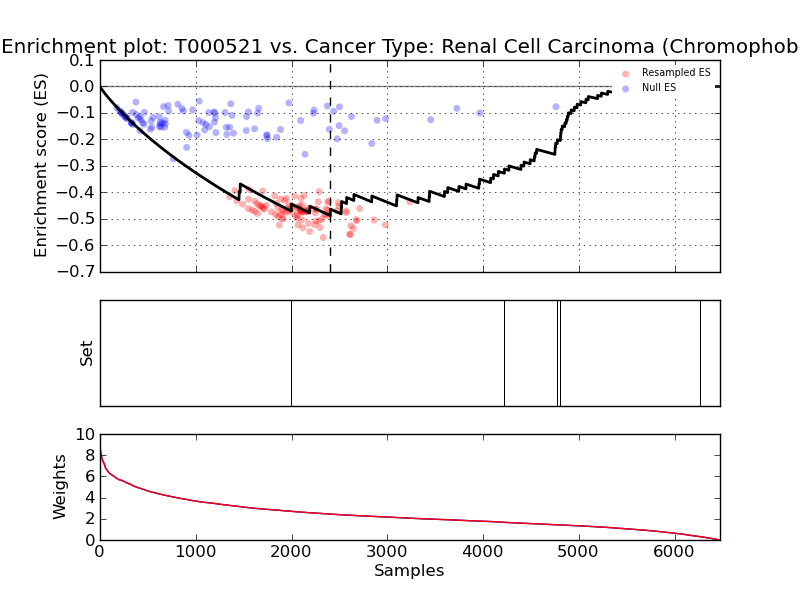 Enrichment plot: T000521 vs. Cancer Type: Renal Cell Carcinoma (Chromophob
0.1
0.0
−0.1
−0.2
−0.3
−0.4
−0.5
−0.6
−0.7
Enrichment score (ES)
Resampled ES
Null ES
Set
10
8
6
4
2
0
Weights
0 1000 2000 3000 4000 5000 6000
Samples